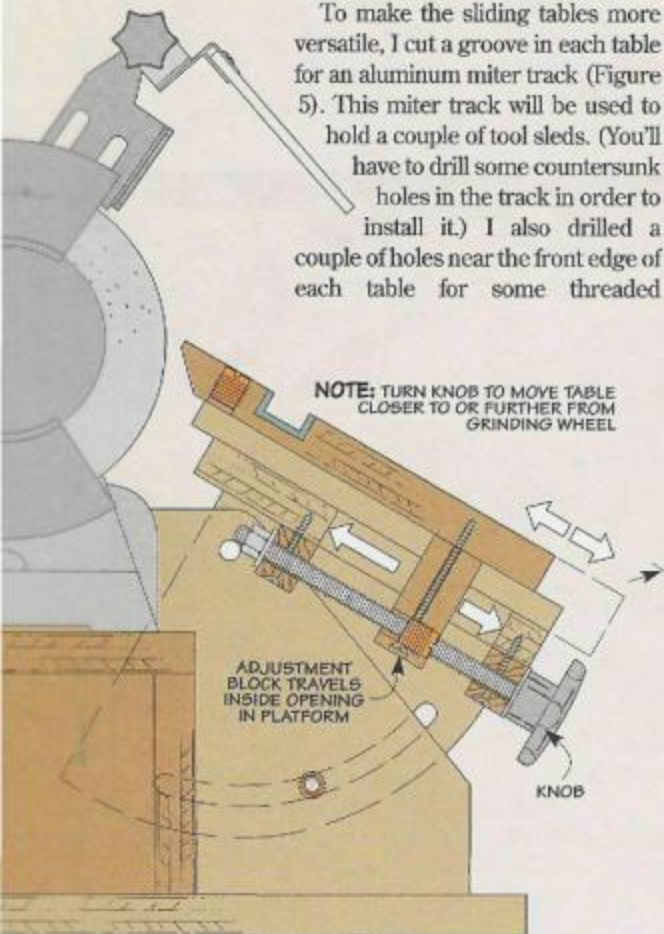 To make the sliding tables more
versatile, I cut a groove in each table
for an aluminum miter track (Figure
5). This miter track will be used to
hold a couple of tool sleds. (You'll
have to drill some countersunk
holes in the track in order to
install it.) I also drilled a
couple of holes near the front edge of
each table for some threaded
NOTE: TURN KNOB TO MOVE TABLE
CLOSER TO OR FURTHER FROM
GRINDING WHEEL
ADJUSTMENT
BLOCK TRAVELS
INSIDE OPENING
IN PLATFORM
KNOB